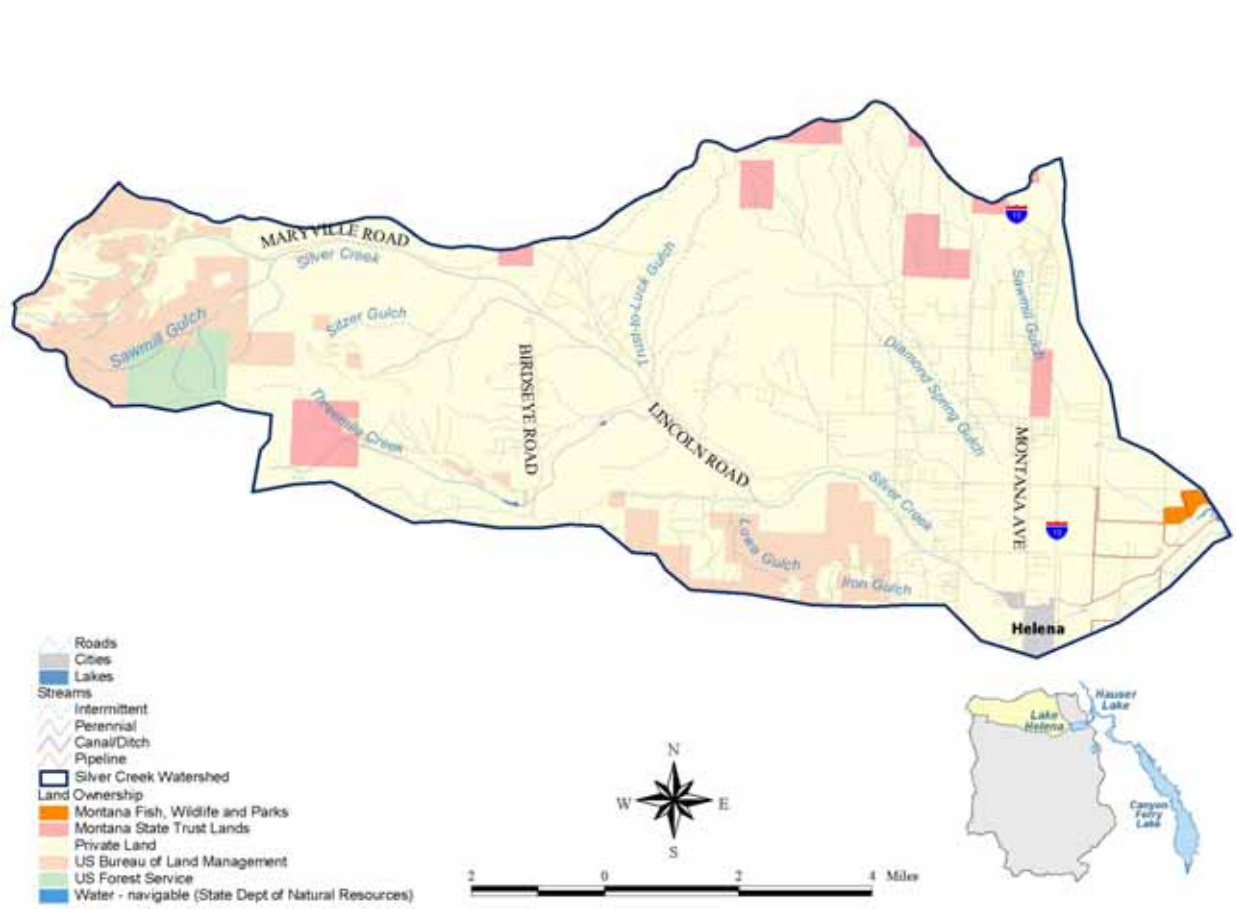 MARYVILLE ROAD
Silver Creek
Sawmill Gulch
Sitzer Gulch
Threemile Creek
BIRDSEYE ROAD
Trust-to-Luck Gulch
LINCOLN ROAD
Diamond Spring Gulch
Sawmill Gulch
MONTANA AVE
Silver Creek
Lowa Gulch
Iron Gulch
15
15
Helena
Roads
Cities
Lakes
Streams
Intermittent
Perennial
Canal/Ditch
Pipeline
Silver Creek Watershed
Land Ownership
Montana Fish, Wildlife and Parks
Montana State Trust Lands
Private Land
US Bureau of Land Management
US Forest Service
Water - navigable (State Dept of Natural Resources)
N
W E
S
2 0 2 4 Miles
Hauser
Lake
Lake
Helena
Canyon
Ferry
Lake